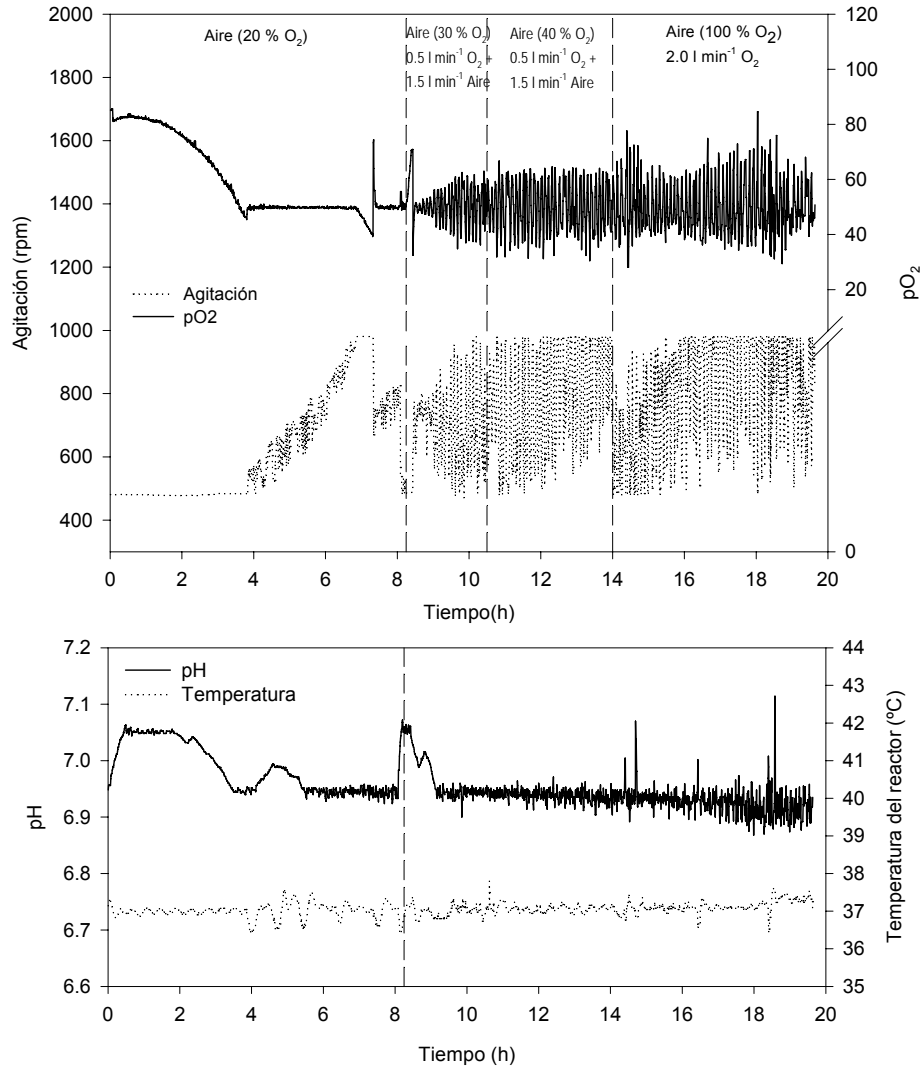 Aire (20 % O2)
Aire (30 % O2)
0.5 l min-1 O2 +
1.5 l min-1 Aire
Aire (40 % O2)
0.5 l min-1 O2 +
1.5 l min-1 Aire
Aire (100 % O2)
2.0 l min-1 O2
Agitación (rpm)
2000
1800
1600
1400
1200
1000
800
600
400
Agitación
pO2
120
100
80
60
40
20
0
pO2
0 2 4 6 8 10 12 14 16 18 20
Tiempo(h)
pH
7.2
7.1
7.0
6.9
6.8
6.7
6.6
pH
Temperatura
44
43
42
41
40
39
38
37
36
35
Temperatura del reactor (ºC)
0 2 4 6 8 10 12 14 16 18 20
Tiempo (h)